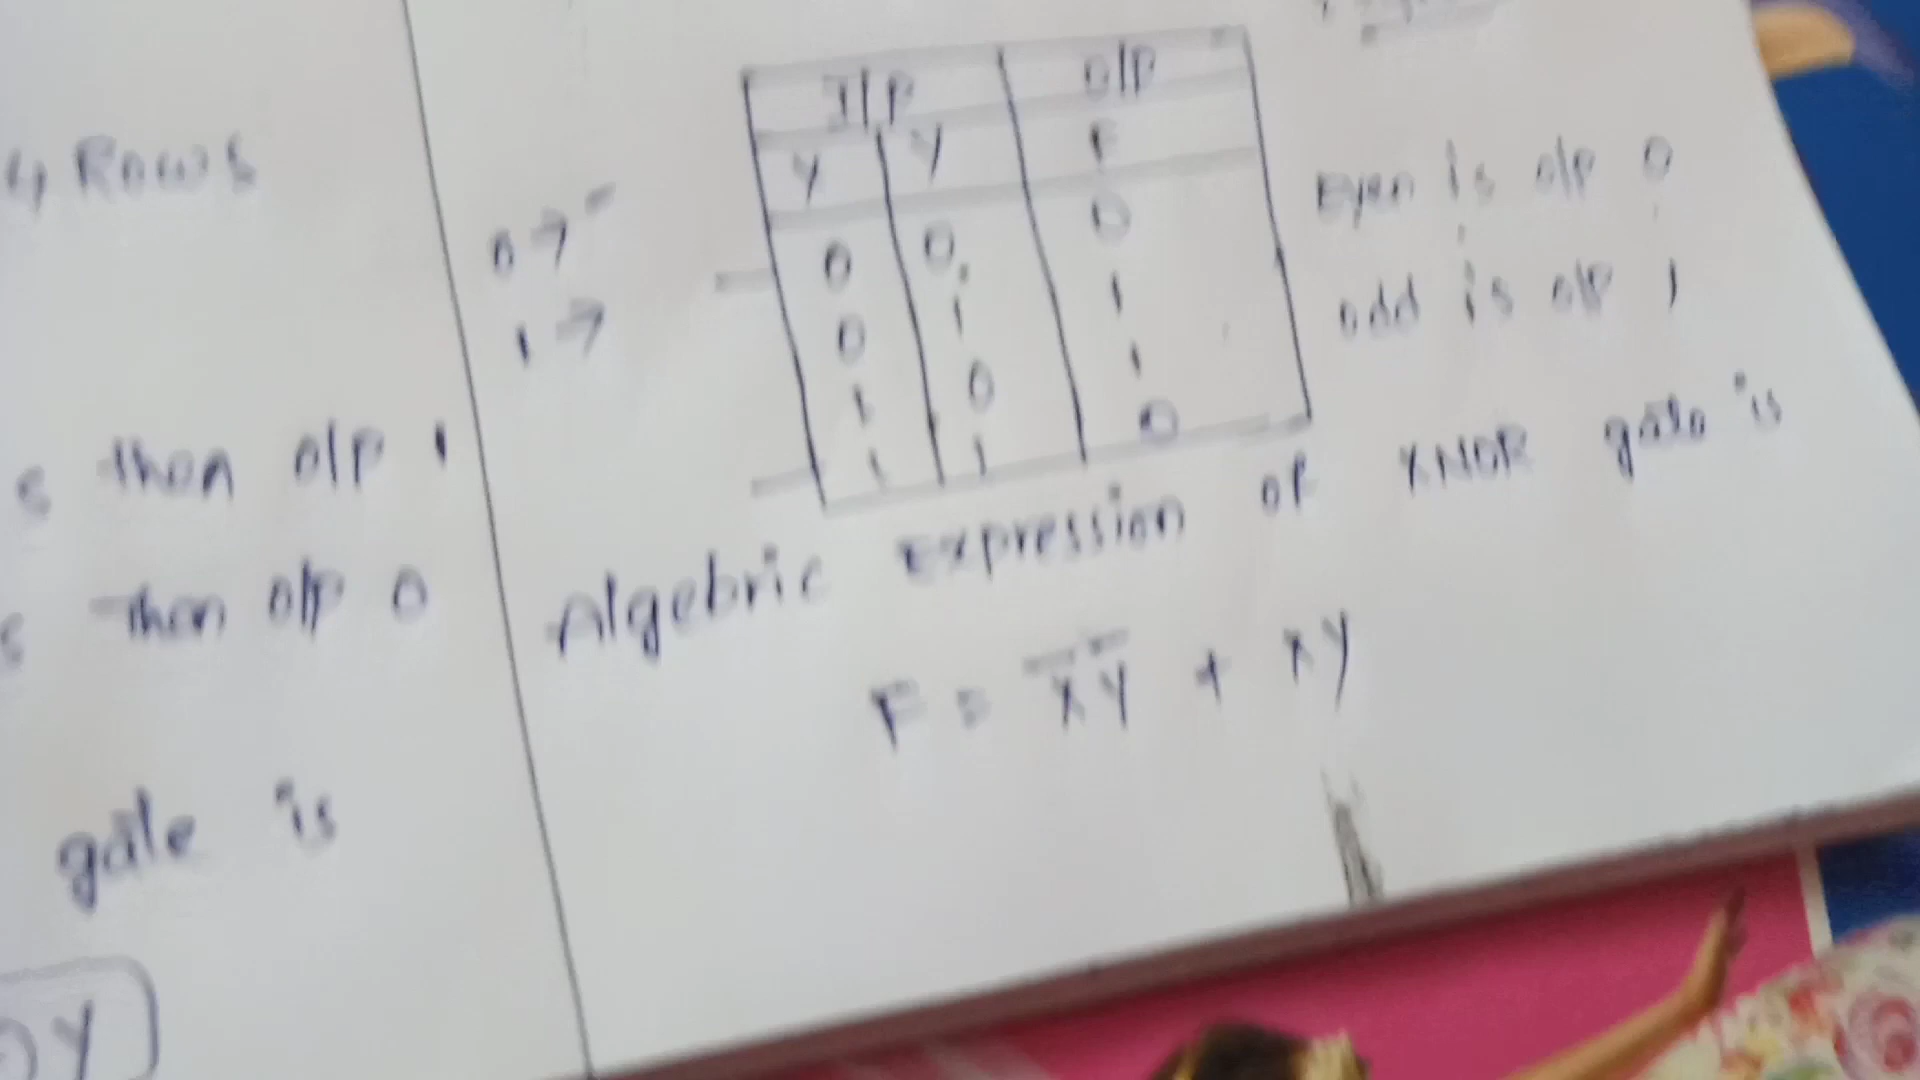 4 Rows
s then o/p 1
s then o/p 0
gate is
Y
0 →
1 →
I/P O/P
Y Y F
0 0 0
0 1 1
1 0 1
1 1 0
Even is o/p 0
odd is o/p 1
Algebric Expression of XNOR gate is
F = X̅ Y̅ + XY